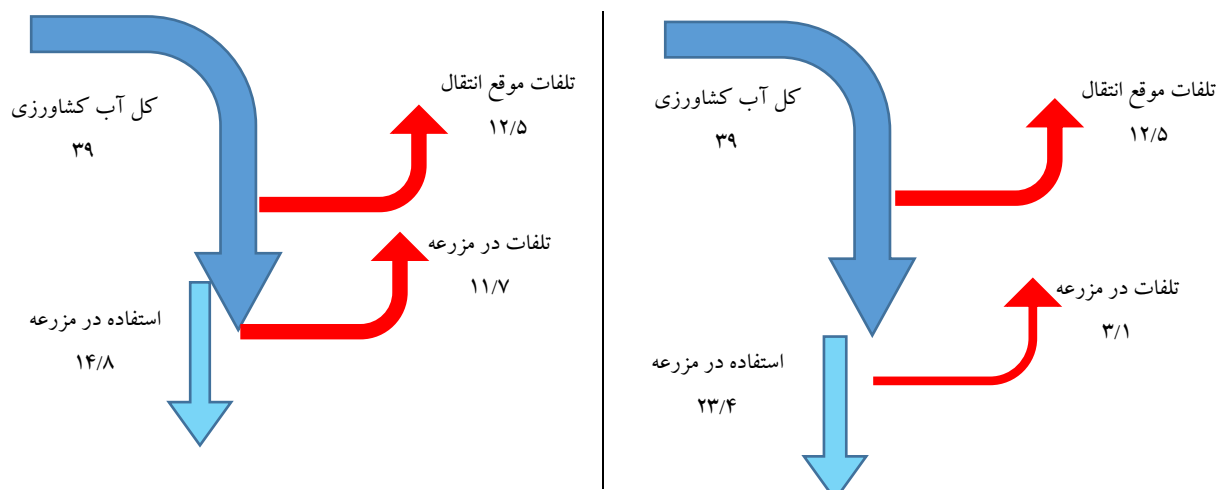 تلفات موقع انتقال
۱۲/۵
کل آب کشاورزی
۳۹
تلفات در مزرعه
۳/۱
استفاده در مزرعه
۲۳/۴
تلفات موقع انتقال
۱۲/۵
کل آب کشاورزی
۳۹
تلفات در مزرعه
۱۱/۷
استفاده در مزرعه
۱۴/۸